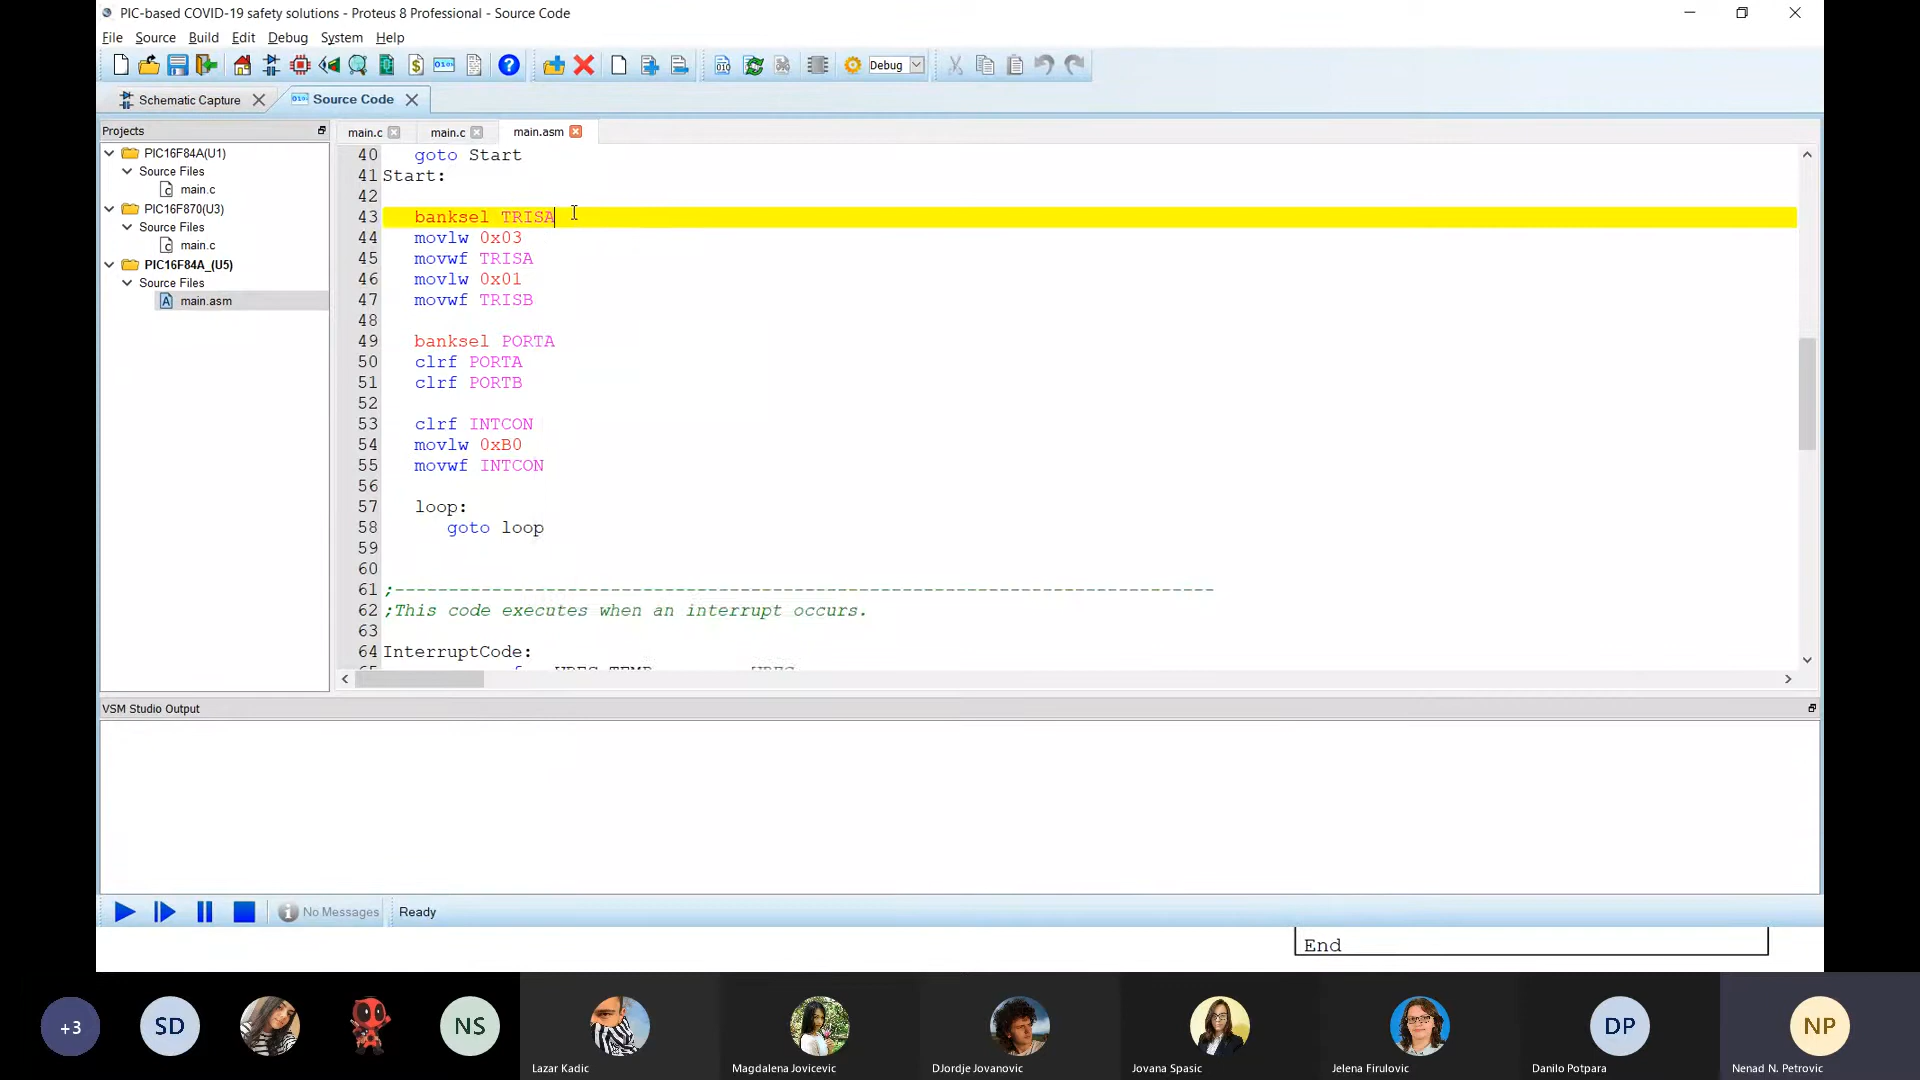 PIC-based COVID-19 safety solutions - Proteus 8 Professional - Source Code
File Source Build Edit Debug System Help
Debug
Schematic Capture Source Code
Projects
main.c main.c main.asm
PIC16F84A(U1)
Source Files
main.c
PIC16F870(U3)
Source Files
main.c
PIC16F84A_(U5)
Source Files
main.asm
40 goto Start
41 Start:
42
43 banksel TRISA
44 movlw 0x03
45 movwf TRISA
46 movlw 0x01
47 movwf TRISB
48
49 banksel PORTA
50 clrf PORTA
51 clrf PORTB
52
53 clrf INTCON
54 movlw 0xB0
55 movwf INTCON
56
57 loop:
58 goto loop
59
60
61 ;----------------------------------------------------------------------------
62 ;This code executes when an interrupt occurs.
63
64 InterruptCode:
VSM Studio Output
No Messages Ready
End
+3 SD NS DP NP
Lazar Kadic Magdalena Jovicevic DJordje Jovanovic Jovana Spasic Jelena Firulovic Danilo Potpara Nenad N. Petrovic